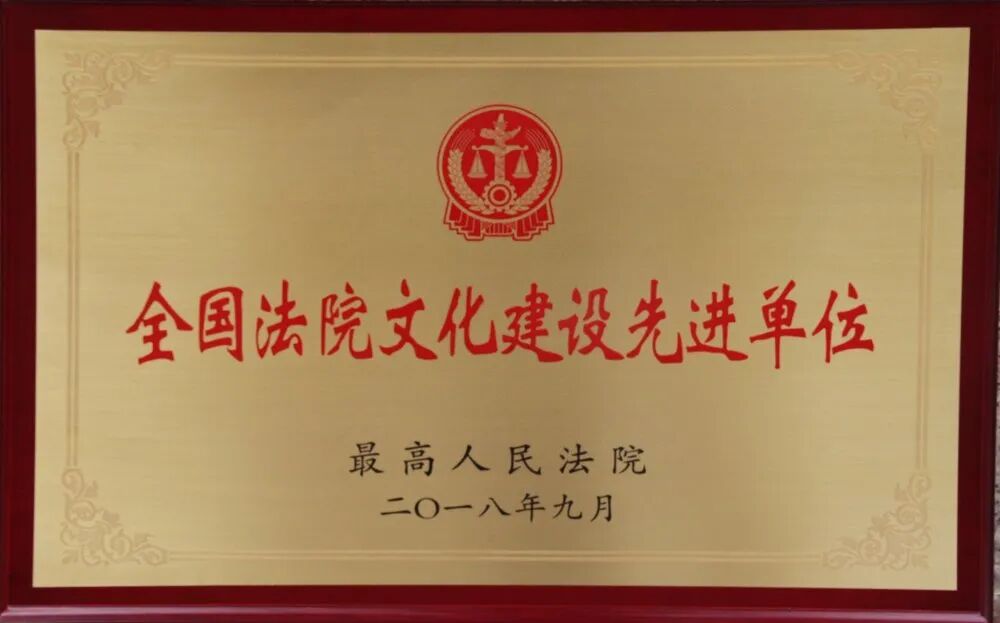 全国法院文化建设先进单位
最高人民法院
二〇一八年九月